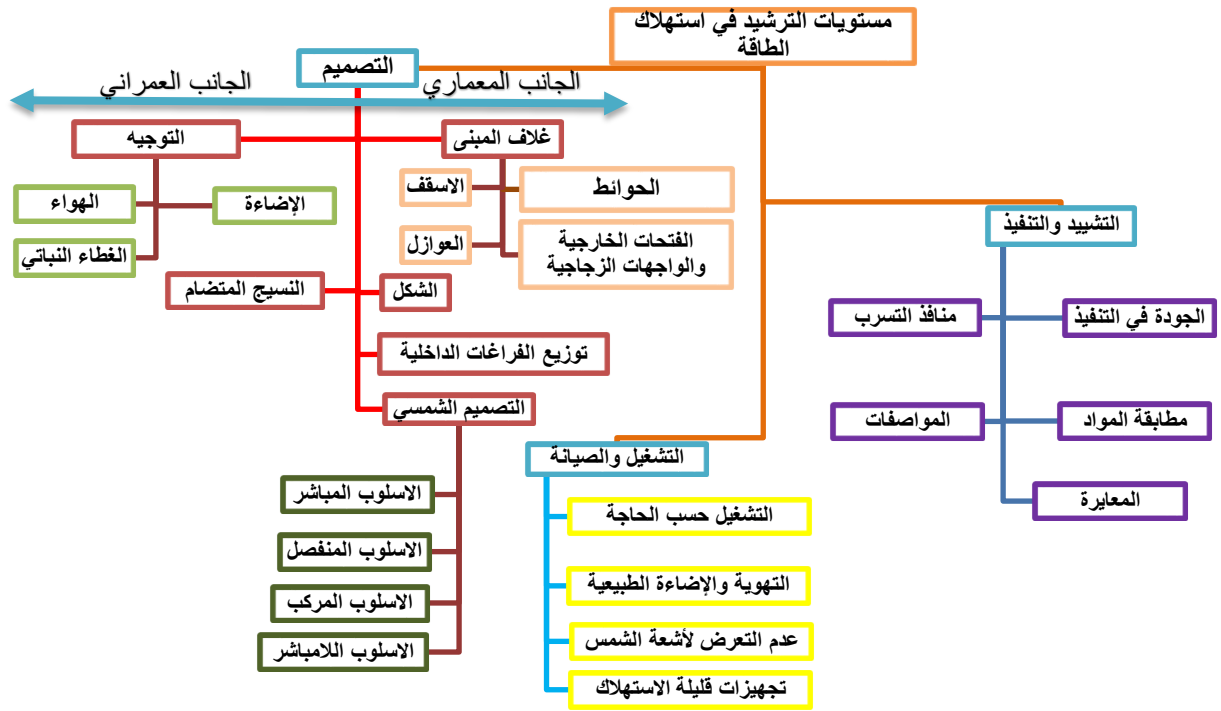 مستويات الترشيد في استهلاك
الطاقة
التصميم
الجانب المعماري
الجانب العمراني
غلاف المبنى
التوجيه
الحوائط
الاسقف
الفتحات الخارجية
والواجهات الزجاجية
العوازل
الإضاءة
الهواء
الغطاء النباتي
الشكل
النسيج المتضام
توزيع الفراغات الداخلية
التصميم الشمسي
الاسلوب المباشر
الاسلوب المنفصل
الاسلوب المركب
الاسلوب اللامباشر
التشييد والتنفيذ
الجودة في التنفيذ
منافذ التسرب
مطابقة المواد
المواصفات
المعايرة
التشغيل والصيانة
التشغيل حسب الحاجة
التهوية والإضاءة الطبيعية
عدم التعرض لأشعة الشمس
تجهيزات قليلة الاستهلاك